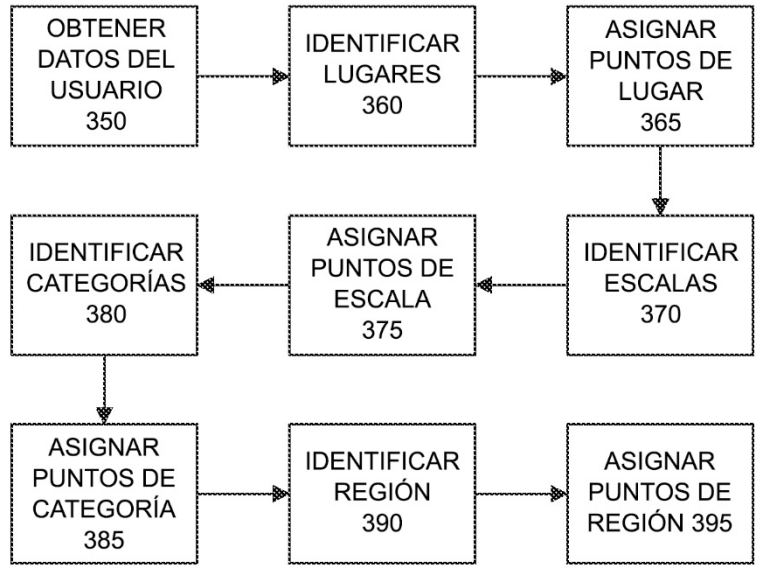 OBTENER
DATOS DEL
USUARIO
350
IDENTIFICAR
LUGARES
360
ASIGNAR
PUNTOS DE
LUGAR
365
IDENTIFICAR
ESCALAS
370
ASIGNAR
PUNTOS DE
ESCALA
375
IDENTIFICAR
CATEGORÍAS
380
ASIGNAR
PUNTOS DE
CATEGORÍA
385
IDENTIFICAR
REGIÓN
390
ASIGNAR
PUNTOS DE
REGIÓN 395